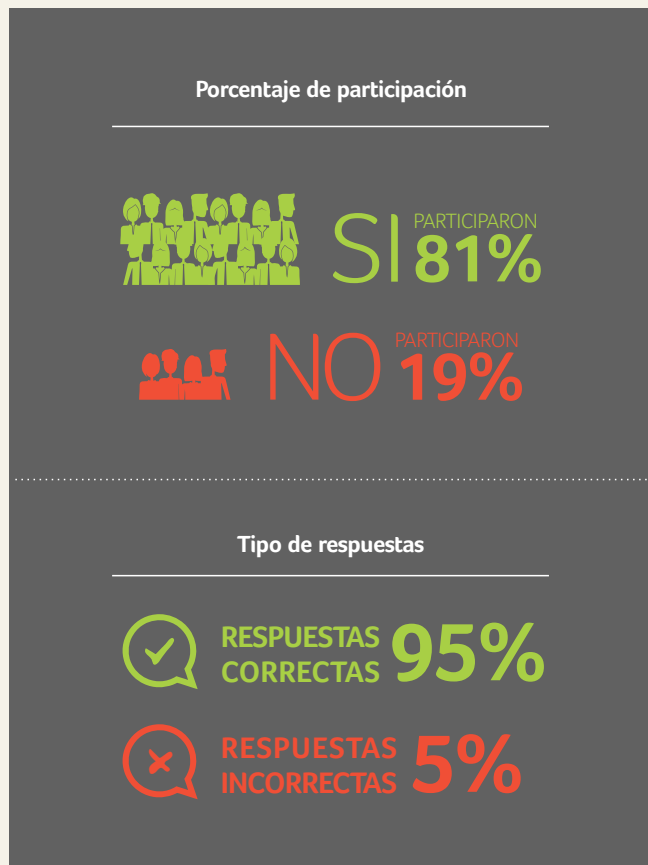 Porcentaje de participación
SI PARTICIPARON
81%
NO PARTICIPARON
19%
Tipo de respuestas
RESPUESTAS
CORRECTAS 95%
RESPUESTAS
INCORRECTAS 5%